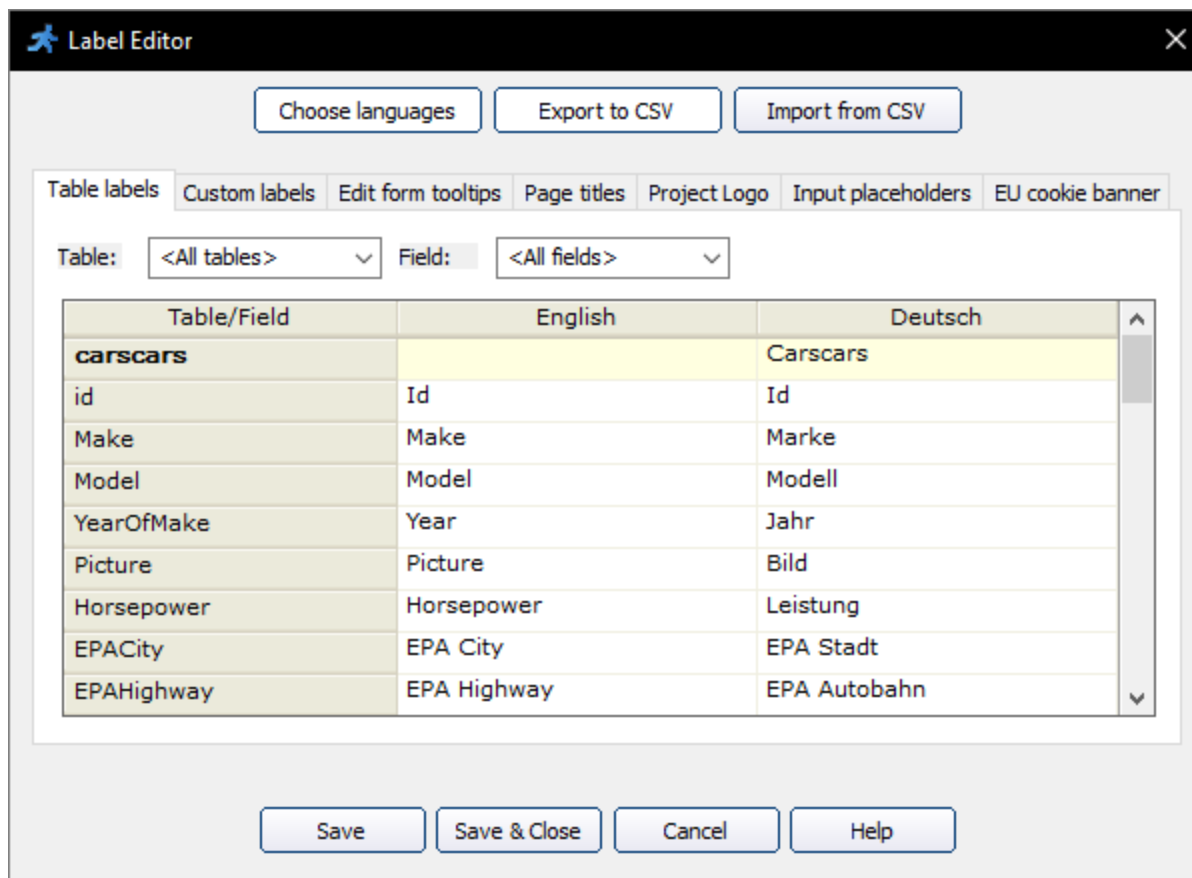 Label Editor
Choose languages Export to CSV Import from CSV
Table labels Custom labels Edit form tooltips Page titles Project Logo Input placeholders EU cookie banner
Table: <All tables> Field: <All fields>
Table/Field English Deutsch
carscars Carscars
id Id Id
Make Make Marke
Model Model Modell
YearOfMake Year Jahr
Picture Picture Bild
Horsepower Horsepower Leistung
EPACity EPA City EPA Stadt
EPAHighway EPA Highway EPA Autobahn
Save Save & Close Cancel Help